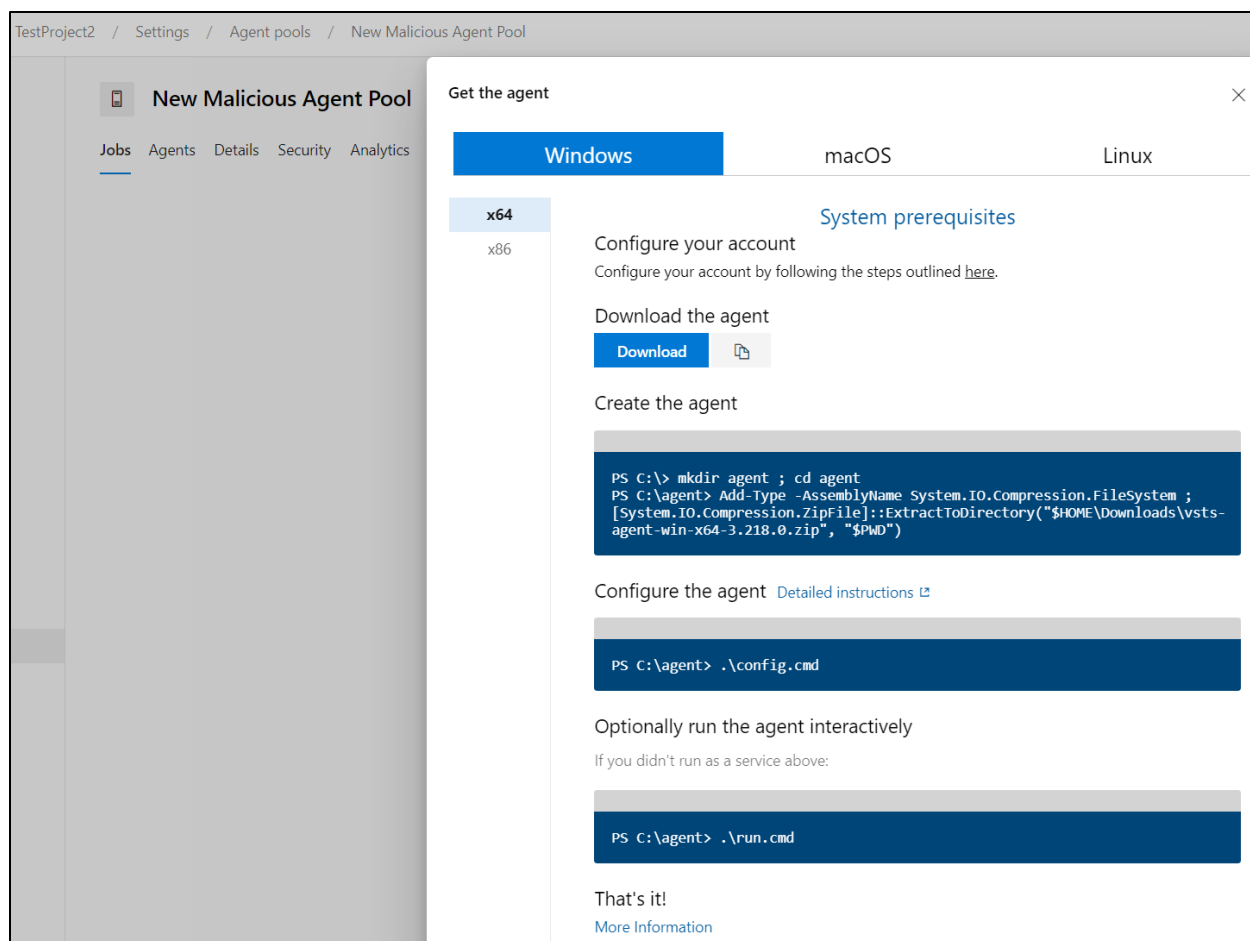 TestProject2 / Settings / Agent pools / New Malicious Agent Pool
New Malicious Agent Pool
Jobs Agents Details Security Analytics
Get the agent
Windows macOS Linux
x64
x86
System prerequisites
Configure your account
Configure your account by following the steps outlined here.
Download the agent
Download
Create the agent
PS C:\> mkdir agent ; cd agent
PS C:\agent> Add-Type -AssemblyName System.IO.Compression.FileSystem ;
[System.IO.Compression.ZipFile]::ExtractToDirectory("$HOME\Downloads\vsts-
agent-win-x64-3.218.0.zip", "$PWD")
Configure the agent Detailed instructions
PS C:\agent> .\config.cmd
Optionally run the agent interactively
If you didn't run as a service above:
PS C:\agent> .\run.cmd
That's it!
More Information